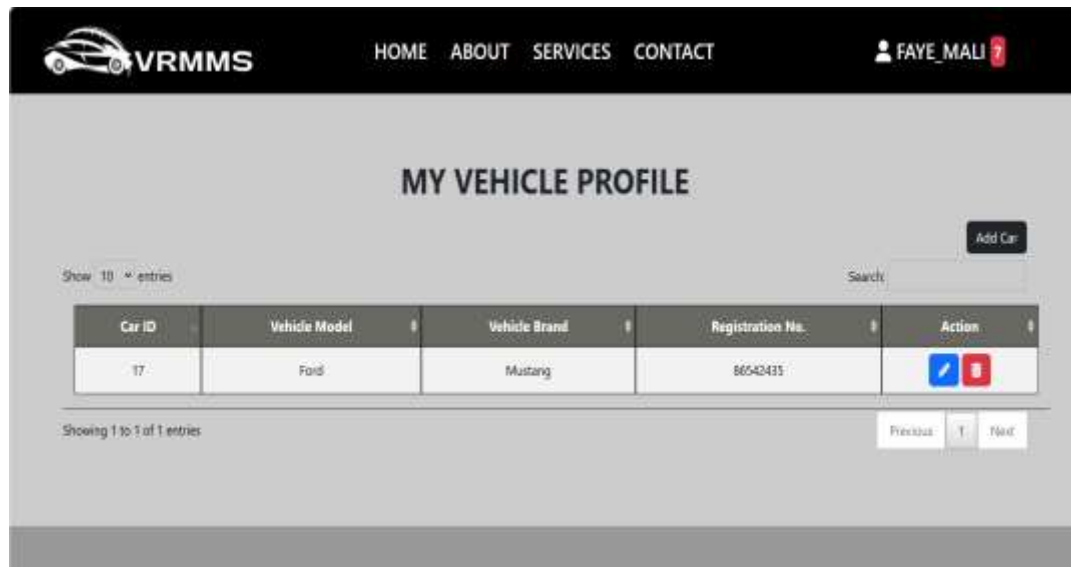 VRMMS HOME ABOUT SERVICES CONTACT FAYE_MALI 7
MY VEHICLE PROFILE
Add Car
Show 10 entries Search:
Car ID Vehicle Model Vehicle Brand Registration No. Action
17 Ford Mustang 86542435
Showing 1 to 1 of 1 entries Previous 1 Next